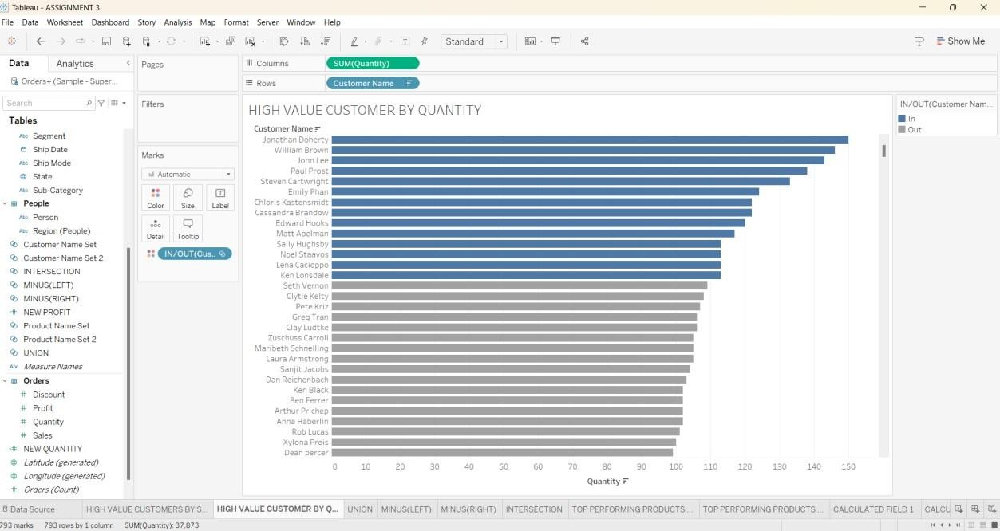 Tableau - ASSIGNMENT 3
File Data Worksheet Dashboard Story Analysis Map Format Server Window Help
Standard
Show Me
Data Analytics
Orders+ (Sample - Super...
Search
Tables
Abc Segment
Ship Date
Abc Ship Mode
State
Abc Sub-Category
People
Abc Person
Abc Region (People)
Customer Name Set
Customer Name Set 2
INTERSECTION
MINUS(LEFT)
MINUS(RIGHT)
NEW PROFIT
Product Name Set
Product Name Set 2
UNION
Abc Measure Names
Orders
# Discount
# Profit
# Quantity
# Sales
NEW QUANTITY
Latitude (generated)
Longitude (generated)
# Orders (Count)
Pages
Filters
Marks
Automatic
Color Size Label
Detail Tooltip
IN/OUT(Cus..
Columns SUM(Quantity)
Rows Customer Name
HIGH VALUE CUSTOMER BY QUANTITY
Customer Name
Jonathan Doherty
William Brown
John Lee
Paul Prost
Steven Cartwright
Emily Phan
Chloris Kastensmidt
Cassandra Brandow
Edward Hooks
Matt Abelman
Sally Hughsby
Noel Staavos
Lena Cacioppo
Ken Lonsdale
Seth Vernon
Clytie Kelty
Pete Kriz
Greg Tran
Clay Ludtke
Zuschuss Carroll
Maribeth Schnelling
Laura Armstrong
Sanjit Jacobs
Dan Reichenbach
Ken Black
Ben Ferrer
Arthur Prichep
Anna Häberlin
Rob Lucas
Xylona Preis
Dean percer
0 10 20 30 40 50 60 70 80 90 100 110 120 130 140 150
Quantity
IN/OUT(Customer Nam...
In
Out
Data Source HIGH VALUE CUSTOMERS BY S... HIGH VALUE CUSTOMER BY Q... UNION MINUS(LEFT) MINUS(RIGHT) INTERSECTION TOP PERFORMING PRODUCTS ... TOP PERFORMING PRODUCTS ... CALCULATED FIELD 1 CALCU
793 marks 793 rows by 1 column SUM(Quantity): 37,873